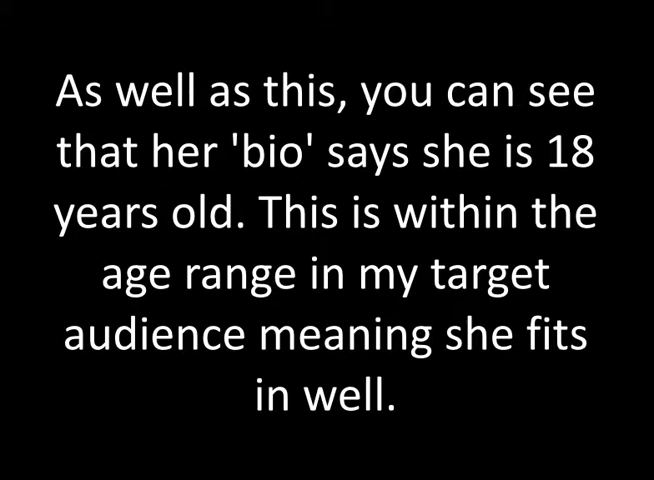 As well as this, you can see
that her 'bio' says she is 18
years old. This is within the
age range in my target
audience meaning she fits
in well.